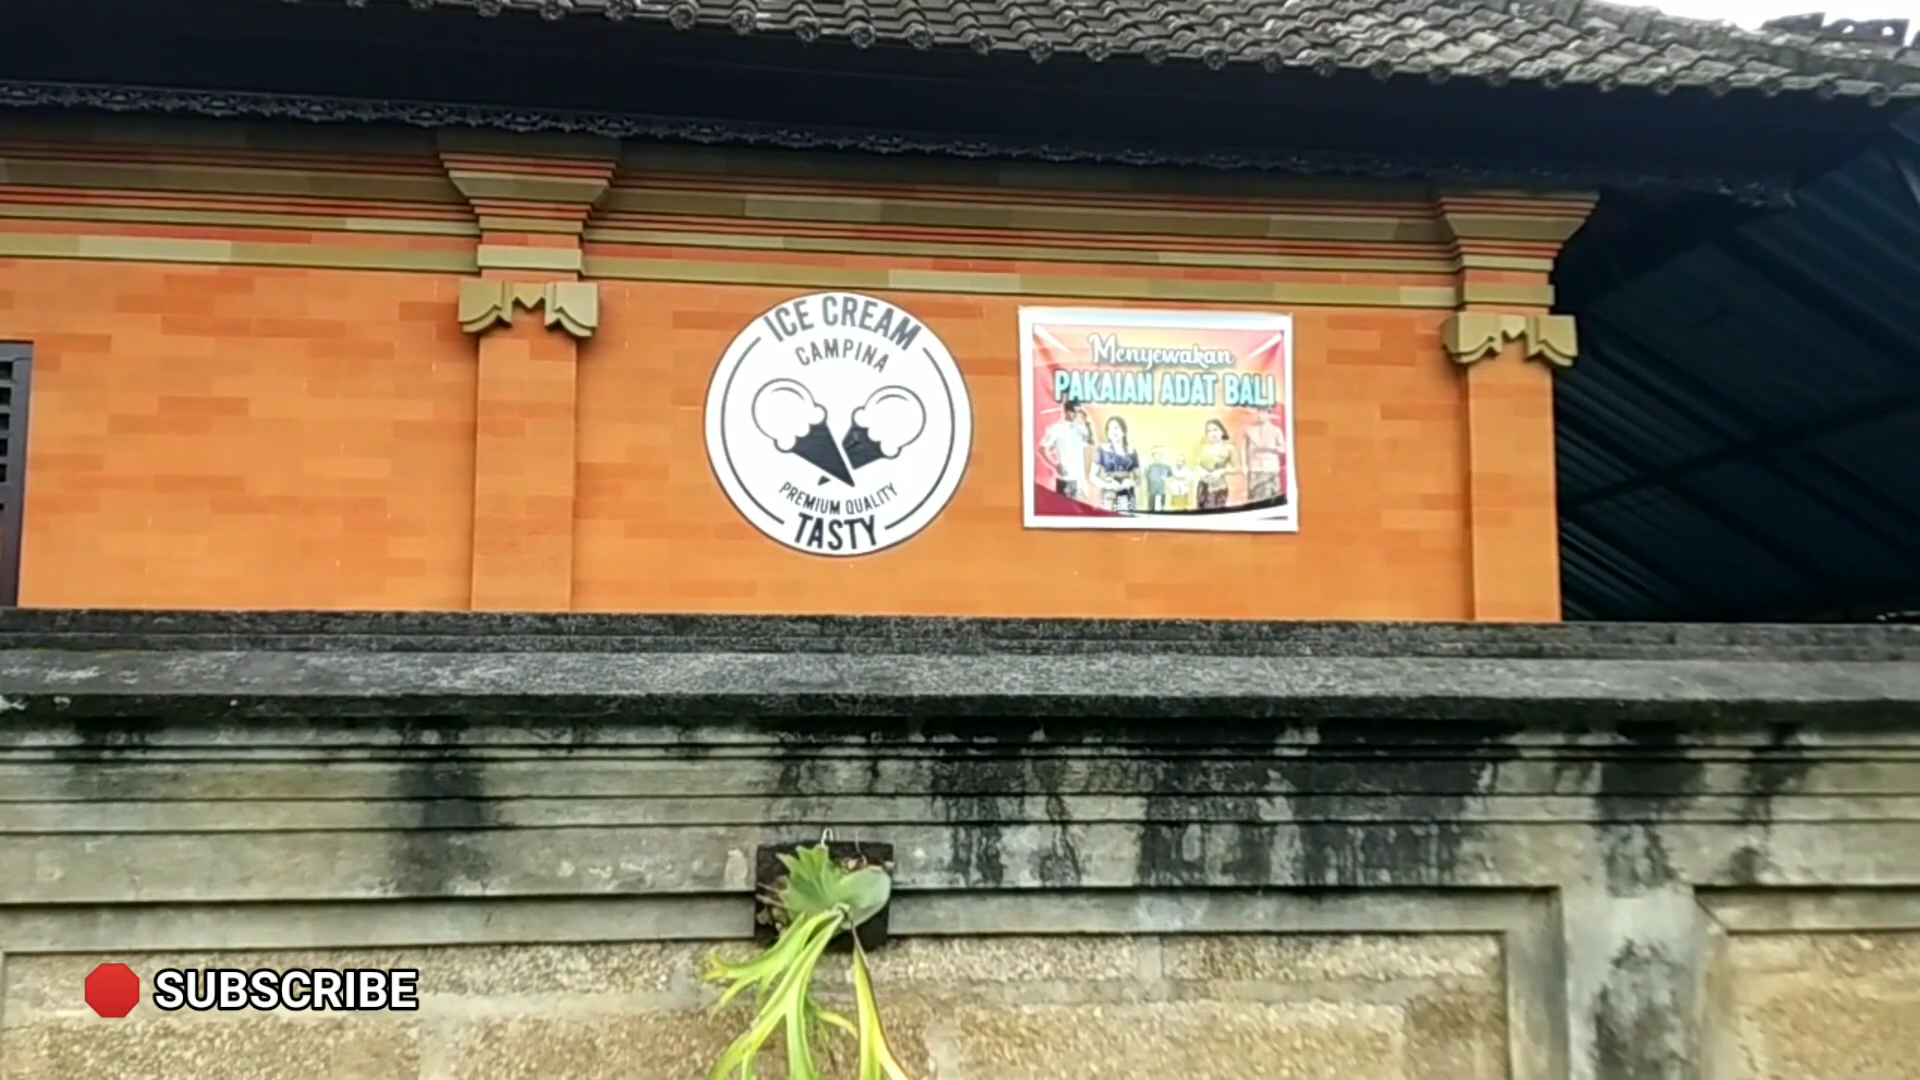 ICE CREAM
CAMPINA
PREMIUM QUALITY
TASTY
Menyewakan
PAKAIAN ADAT BALI
SUBSCRIBE